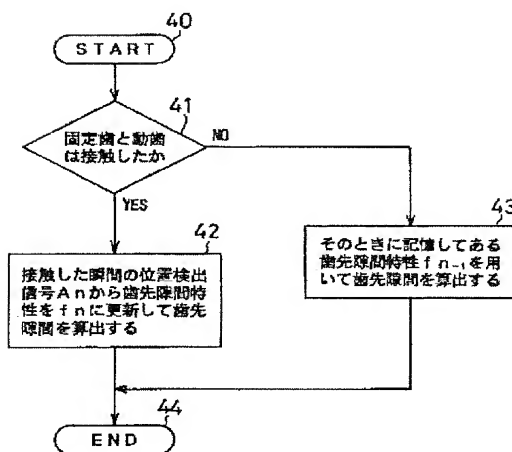 40
START
41
固定歯と動歯
は接触したか
NO
YES
42
接触した瞬間の位置検出
信号Anから歯先隙間特
性をfnに更新して歯先
隙間を算出する
43
そのときに記憶してある
歯先隙間特性fn-1を用
いて歯先隙間を算出する
44
END